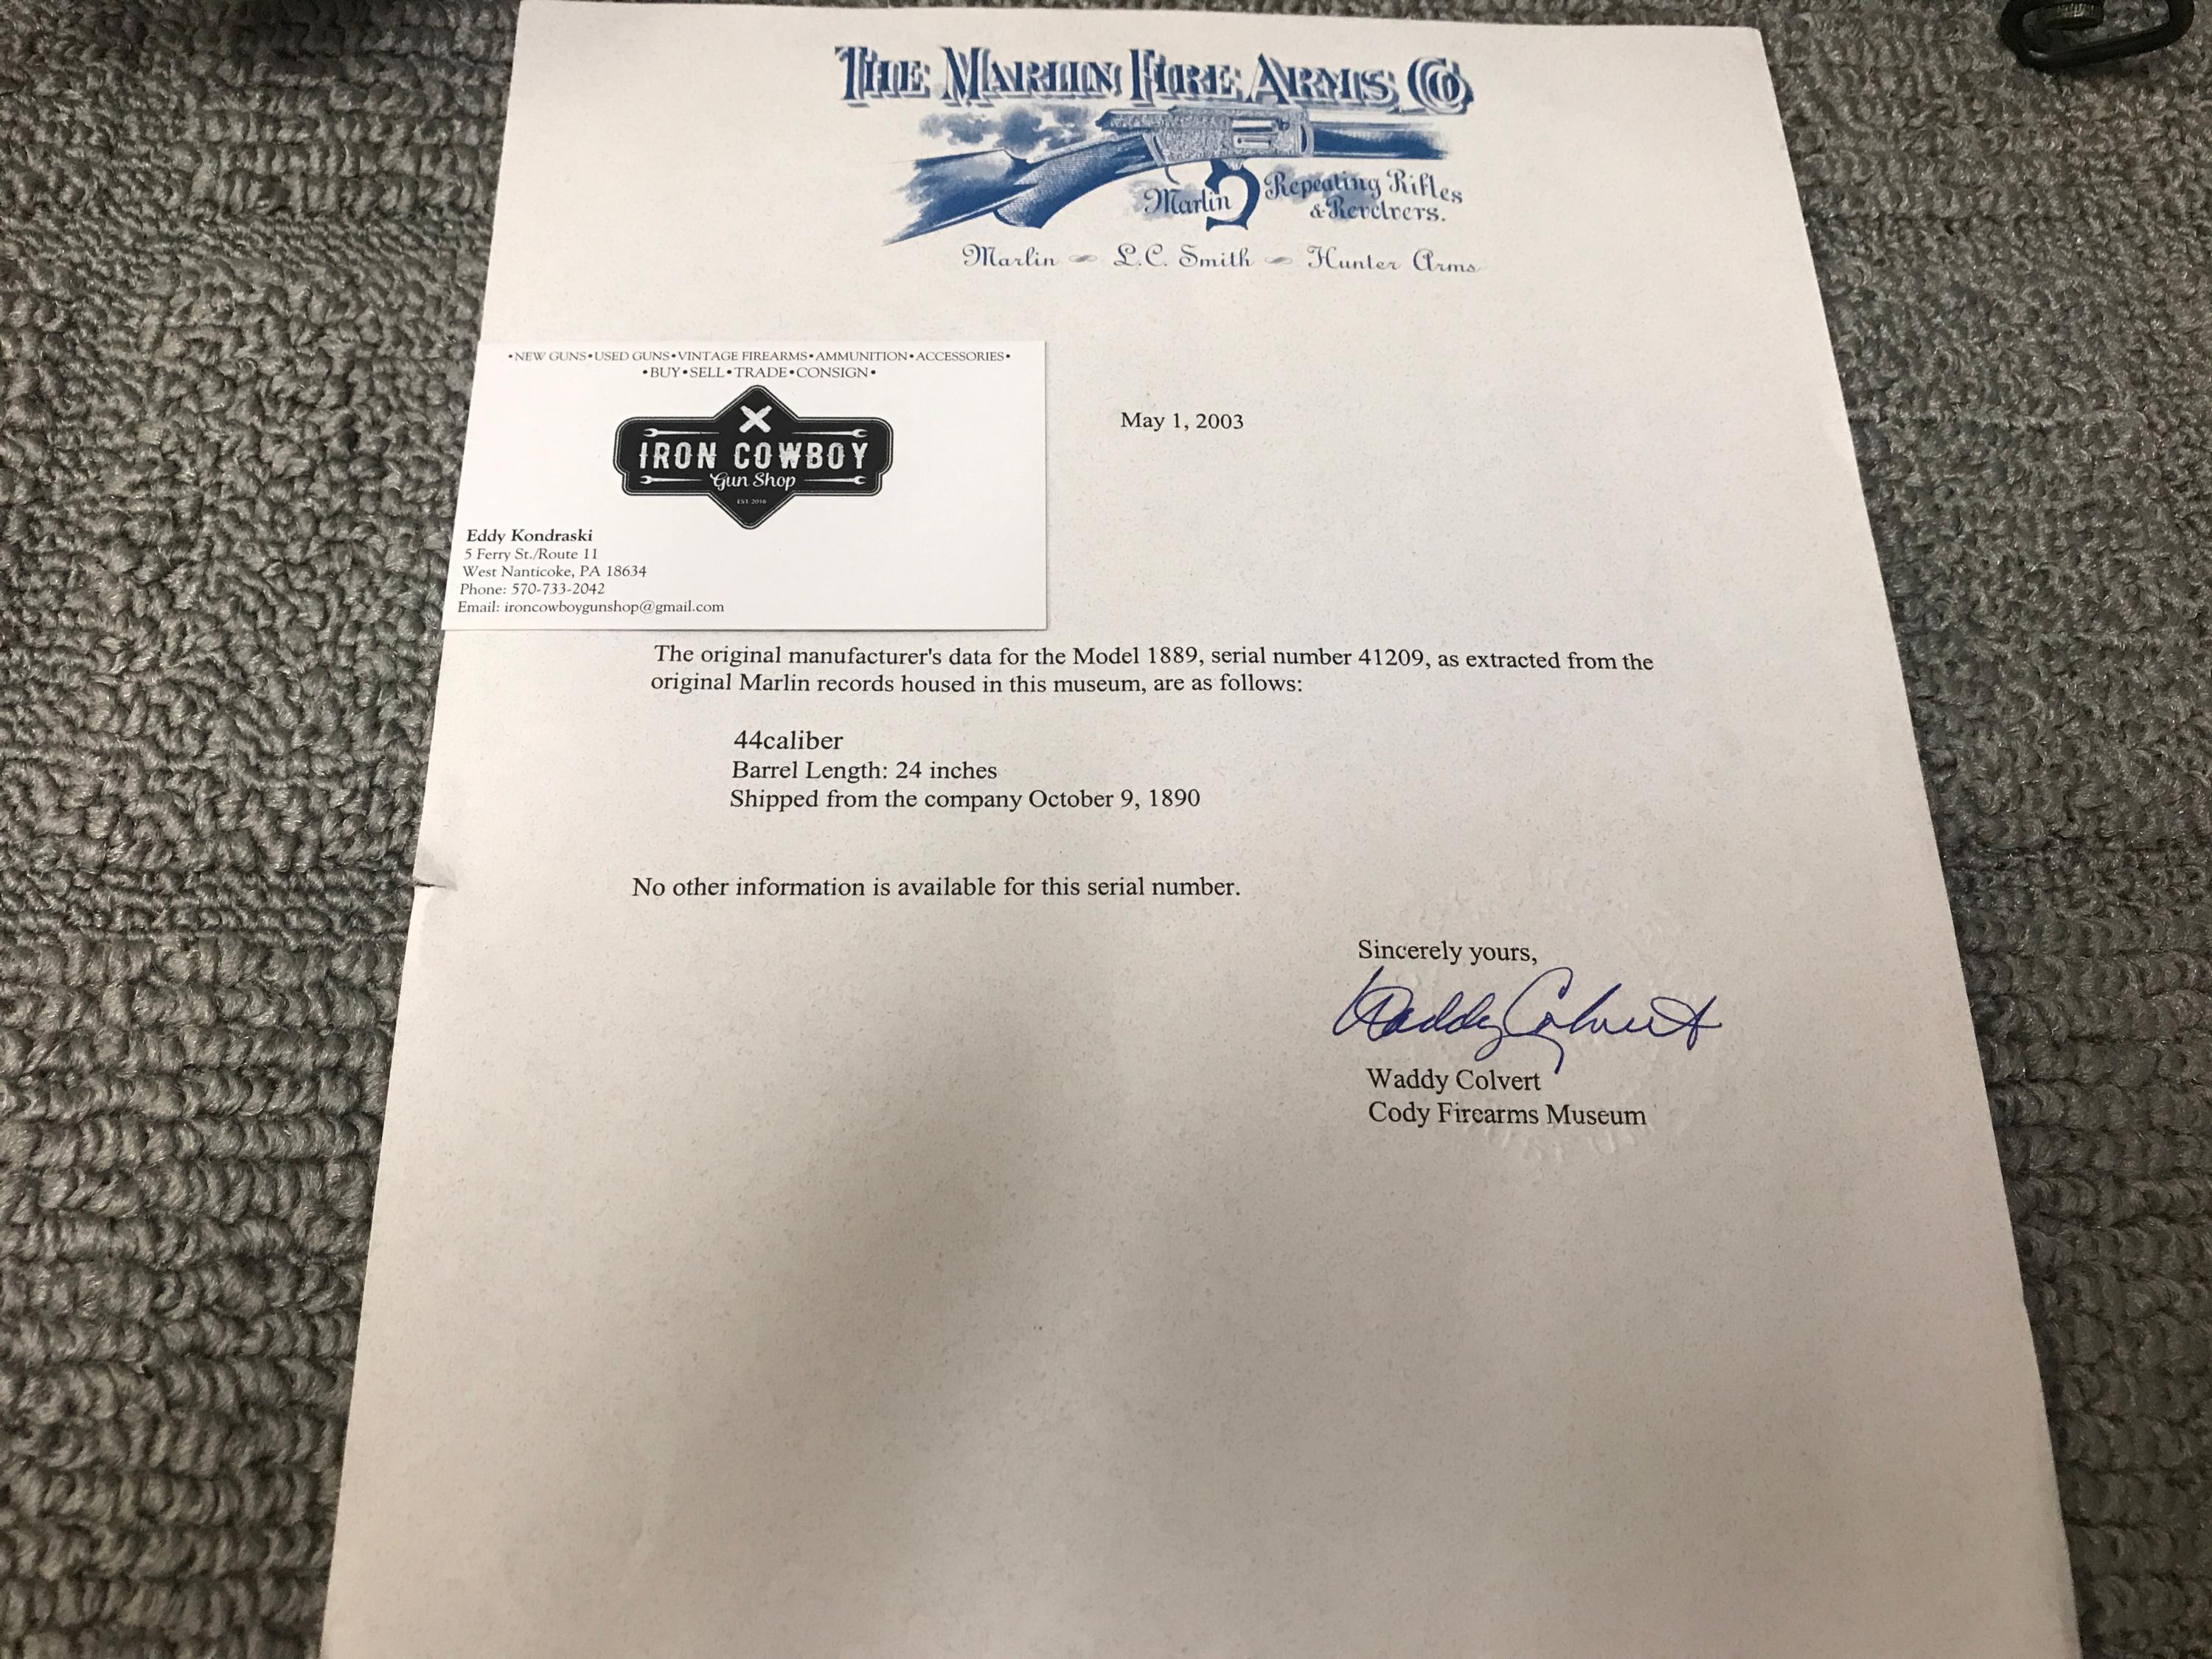 THE MARLIN FIRE ARMS CO
Marlin Repeating Rifles
& Revolvers.
Marlin L.C. Smith Hunter Arms
•NEW GUNS•USED GUNS•VINTAGE FIREARMS•AMMUNITION•ACCESSORIES•
•BUY•SELL•TRADE•CONSIGN•
IRON COWBOY
Gun Shop
EST. 2016
Eddy Kondraski
5 Ferry St./Route 11
West Nanticoke, PA 18634
Phone: 570-733-2042
Email: ironcowboygunshop@gmail.com
May 1, 2003
The original manufacturer's data for the Model 1889, serial number 41209, as extracted from the
original Marlin records housed in this museum, are as follows:
44caliber
Barrel Length: 24 inches
Shipped from the company October 9, 1890
No other information is available for this serial number.
Sincerely yours,
Waddy Colvert
Waddy Colvert
Cody Firearms Museum